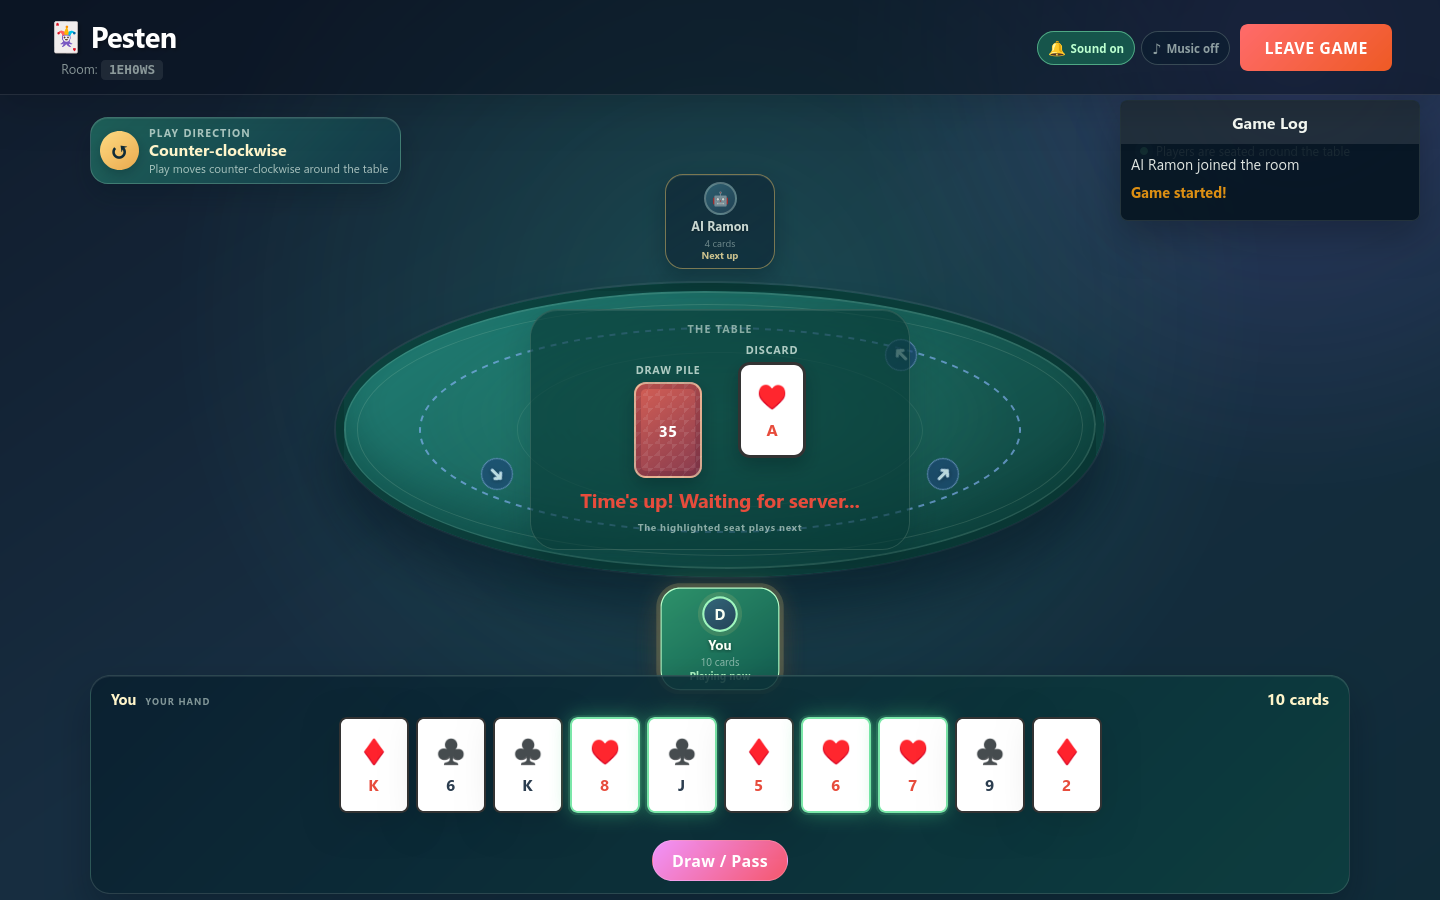 Pesten
Room: 1EH0WS
Sound on
Music off
LEAVE GAME
PLAY DIRECTION
Counter-clockwise
Play moves counter-clockwise around the table
Game Log
Players are seated around the table
AI Ramon joined the room
Game started!
AI Ramon
4 cards
Next up
THE TABLE
DRAW PILE
35
DISCARD
A
Time's up! Waiting for server...
The highlighted seat plays next
D
You
10 cards
Playing now
You YOUR HAND
10 cards
K 6 K 8 J 5 6 7 9 2
Draw / Pass